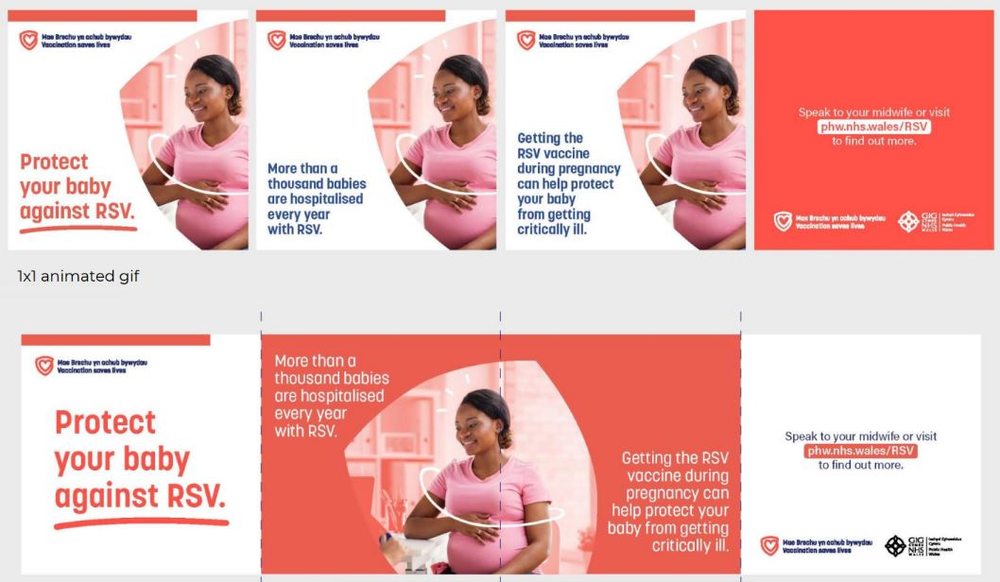 Mae Brechu yn achub bywydau
Vaccination saves lives
Protect
your baby
against RSV.
Mae Brechu yn achub bywydau
Vaccination saves lives
More than a
thousand babies
are hospitalised
every year
with RSV.
Mae Brechu yn achub bywydau
Vaccination saves lives
Getting the
RSV vaccine
during pregnancy
can help protect
your baby
from getting
critically ill.
Speak to your midwife or visit
phw.nhs.wales/RSV
to find out more.
Mae Brechu yn achub bywydau
Vaccination saves lives
GIG
CYMRU
NHS
WALES
Iechyd Cyhoeddus
Cymru
Public Health
Wales
1x1 animated gif
Mae Brechu yn achub bywydau
Vaccination saves lives
Protect
your baby
against RSV.
More than a
thousand babies
are hospitalised
every year
with RSV.
Getting the RSV
vaccine during
pregnancy can
help protect your
baby from getting
critically ill.
Speak to your midwife or visit
phw.nhs.wales/RSV
to find out more.
Mae Brechu yn achub bywydau
Vaccination saves lives
GIG
CYMRU
NHS
WALES
Iechyd Cyhoeddus
Cymru
Public Health
Wales